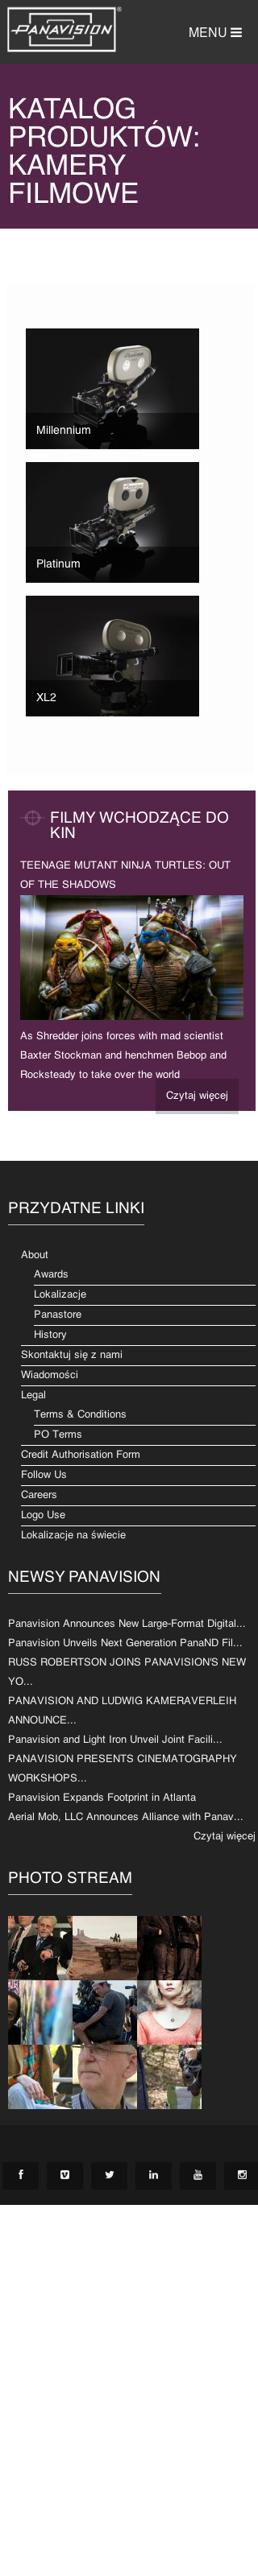 PANAVISION®
MENU
KATALOG
PRODUKTÓW:
KAMERY
FILMOWE
Millennium
Platinum
XL2
FILMY WCHODZĄCE DO
KIN
TEENAGE MUTANT NINJA TURTLES: OUT
OF THE SHADOWS
As Shredder joins forces with mad scientist
Baxter Stockman and henchmen Bebop and
Rocksteady to take over the world
Czytaj więcej
PRZYDATNE LINKI
About
Awards
Lokalizacje
Panastore
History
Skontaktuj się z nami
Wiadomości
Legal
Terms & Conditions
PO Terms
Credit Authorisation Form
Follow Us
Careers
Logo Use
Lokalizacje na świecie
NEWSY PANAVISION
Panavision Announces New Large-Format Digital...
Panavision Unveils Next Generation PanaND Fil...
RUSS ROBERTSON JOINS PANAVISION'S NEW
YO...
PANAVISION AND LUDWIG KAMERAVERLEIH
ANNOUNCE...
Panavision and Light Iron Unveil Joint Facili...
PANAVISION PRESENTS CINEMATOGRAPHY
WORKSHOPS...
Panavision Expands Footprint in Atlanta
Aerial Mob, LLC Announces Alliance with Panav...
Czytaj więcej
PHOTO STREAM